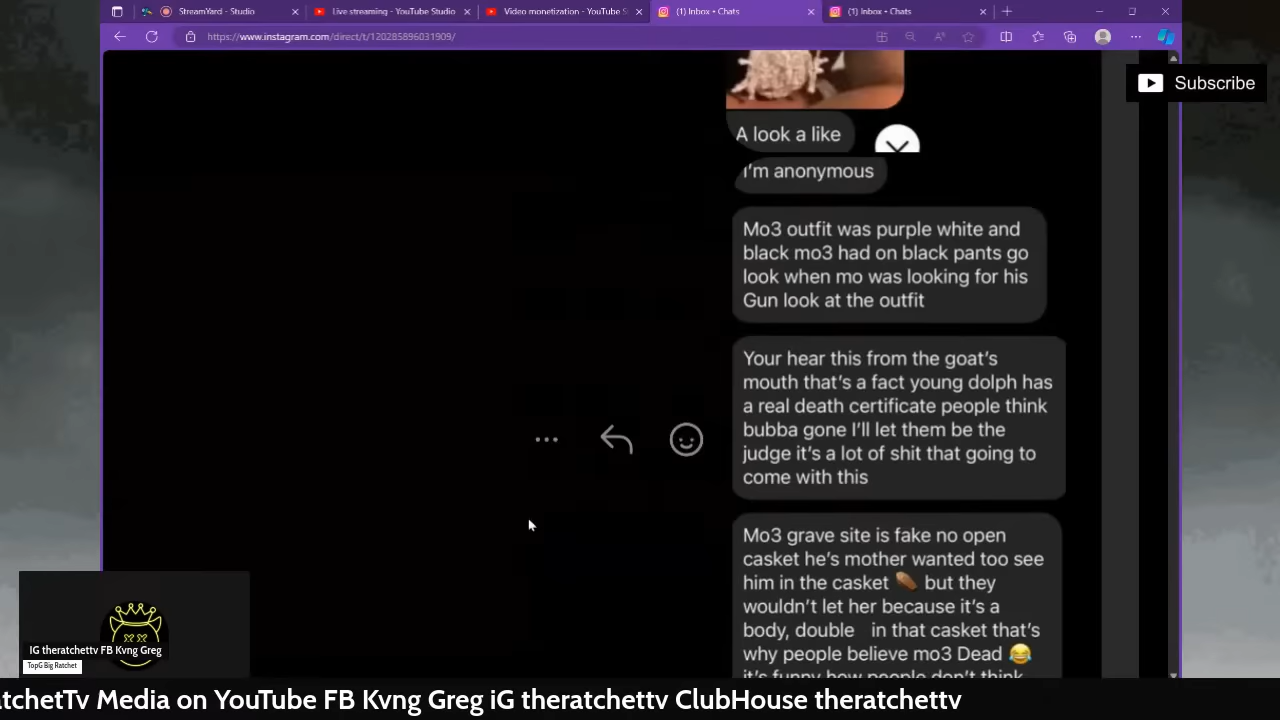 StreamYard - Studio
Live streaming - YouTube Studio
Video monetization - YouTube S
(1) Inbox • Chats
(1) Inbox • Chats
https://www.instagram.com/direct/t/120285896031909/
Subscribe
A look a like
I'm anonymous
Mo3 outfit was purple white and
black mo3 had on black pants go
look when mo was looking for his
Gun look at the outfit
Your hear this from the goat's
mouth that's a fact young dolph has
a real death certificate people think
bubba gone I'll let them be the
judge it's a lot of shit that going to
come with this
Mo3 grave site is fake no open
casket he's mother wanted too see
him in the casket ⚰️ but they
wouldn't let her because it's a
body, double in that casket that's
why people believe mo3 Dead 😂
it's funny how people don't think
IG theratchettv FB Kvng Greg
TopG Big Ratchet
atchetTv Media on YouTube FB Kvng Greg iG theratchettv ClubHouse theratchettv